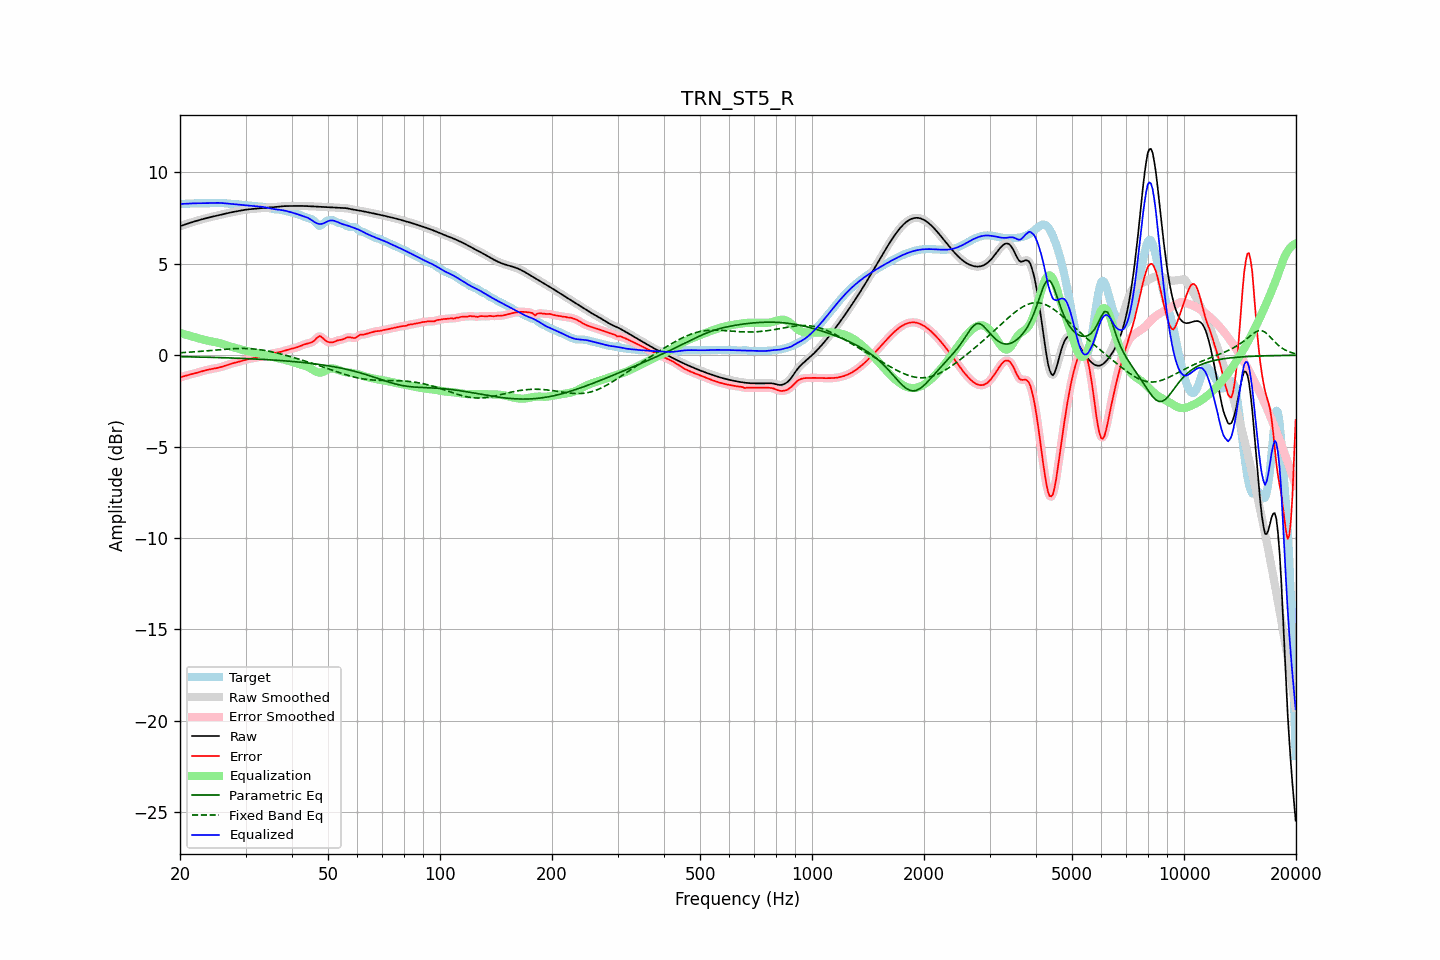 TRN_ST5_R
Amplitude (dBr)
10
5
0
−5
−10
−15
−20
−25
Target
Raw Smoothed
Error Smoothed
Raw
Error
Equalization
Parametric Eq
Fixed Band Eq
Equalized
20 50 100 200 500 1000 2000 5000 10000 20000
Frequency (Hz)